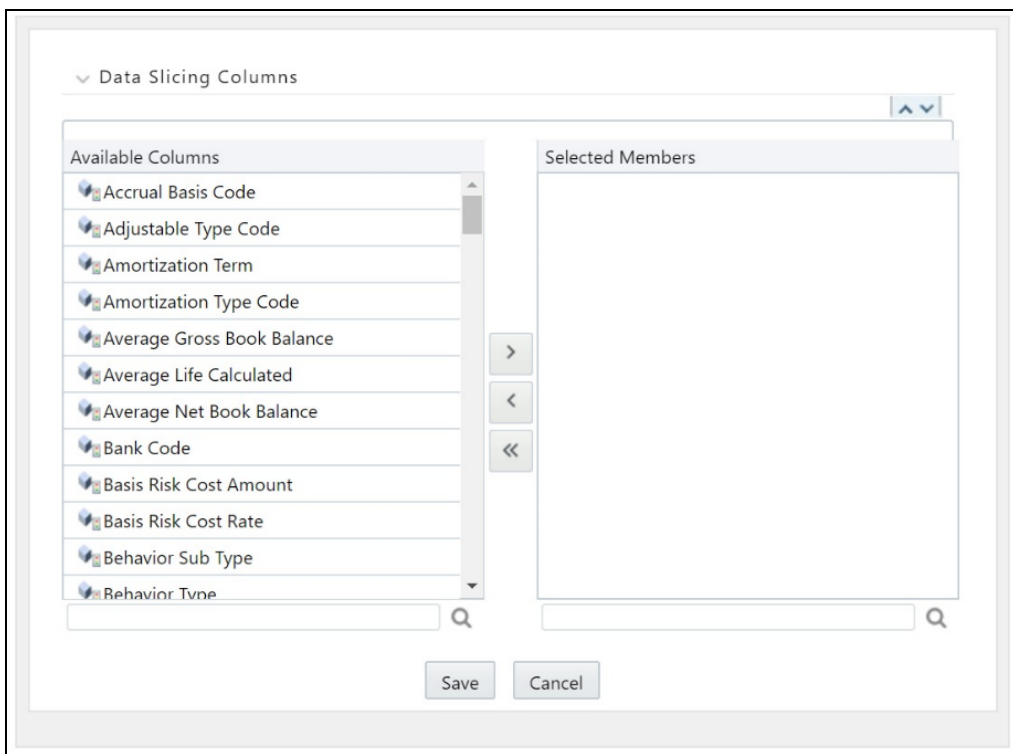 Data Slicing Columns
Available Columns
Selected Members
Accrual Basis Code
Adjustable Type Code
Amortization Term
Amortization Type Code
Average Gross Book Balance
Average Life Calculated
Average Net Book Balance
Bank Code
Basis Risk Cost Amount
Basis Risk Cost Rate
Behavior Sub Type
Behavior Type
Save
Cancel